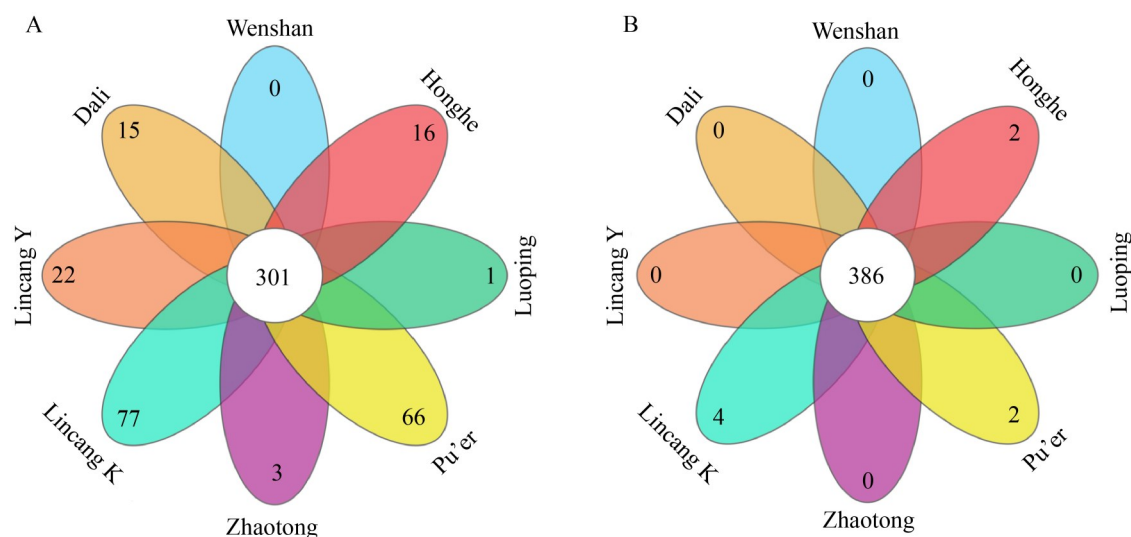 A
Wenshan
0
Dali
15
Honghe
16
Lincang Y
22
301
1
Luoping
Lincang K
77
3
Zhaotong
66
Pu’er
B
Wenshan
0
Dali
0
Honghe
2
Lincang Y
0
386
0
Luoping
Lincang K
4
0
Zhaotong
2
Pu’er